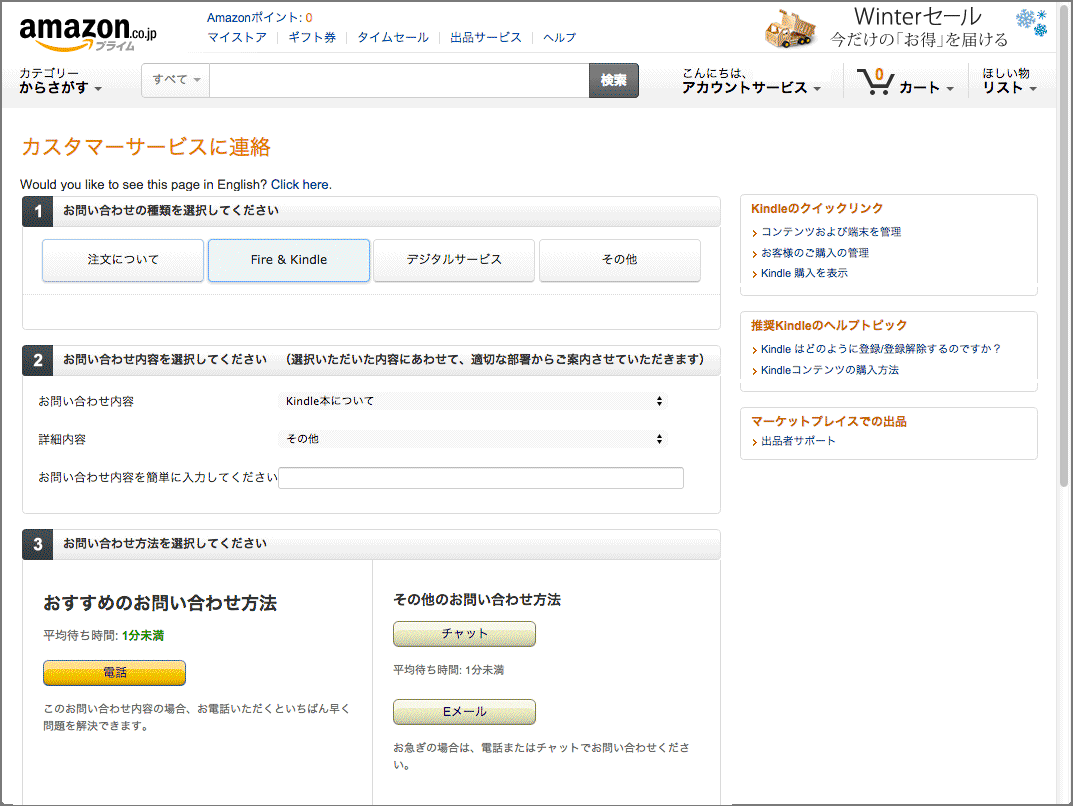 amazon.co.jp
プライム
Amazonポイント: 0
マイストア ギフト券 タイムセール 出品サービス ヘルプ
Winterセール
今だけの「お得」を届ける
カテゴリー
からさがす
すべて
検索
こんにちは、
アカウントサービス
0
カート
ほしい物
リスト
カスタマーサービスに連絡
Would you like to see this page in English? Click here.
1 お問い合わせの種類を選択してください
注文について Fire & Kindle デジタルサービス その他
2 お問い合わせ内容を選択してください （選択いただいた内容にあわせて、適切な部署からご案内させていただきます）
お問い合わせ内容 Kindle本について
詳細内容 その他
お問い合わせ内容を簡単に入力してください
3 お問い合わせ方法を選択してください
おすすめのお問い合わせ方法
平均待ち時間: 1分未満
電話
このお問い合わせ内容の場合、お電話いただくといちばん早く
問題を解決できます。
その他のお問い合わせ方法
チャット
平均待ち時間: 1分未満
Eメール
お急ぎの場合は、電話またはチャットでお問い合わせくださ
い。
Kindleのクイックリンク
コンテンツおよび端末を管理
お客様のご購入の管理
Kindle 購入を表示
推奨Kindleのヘルプトピック
Kindle はどのように登録/登録解除するのですか？
Kindleコンテンツの購入方法
マーケットプレイスでの出品
出品者サポート